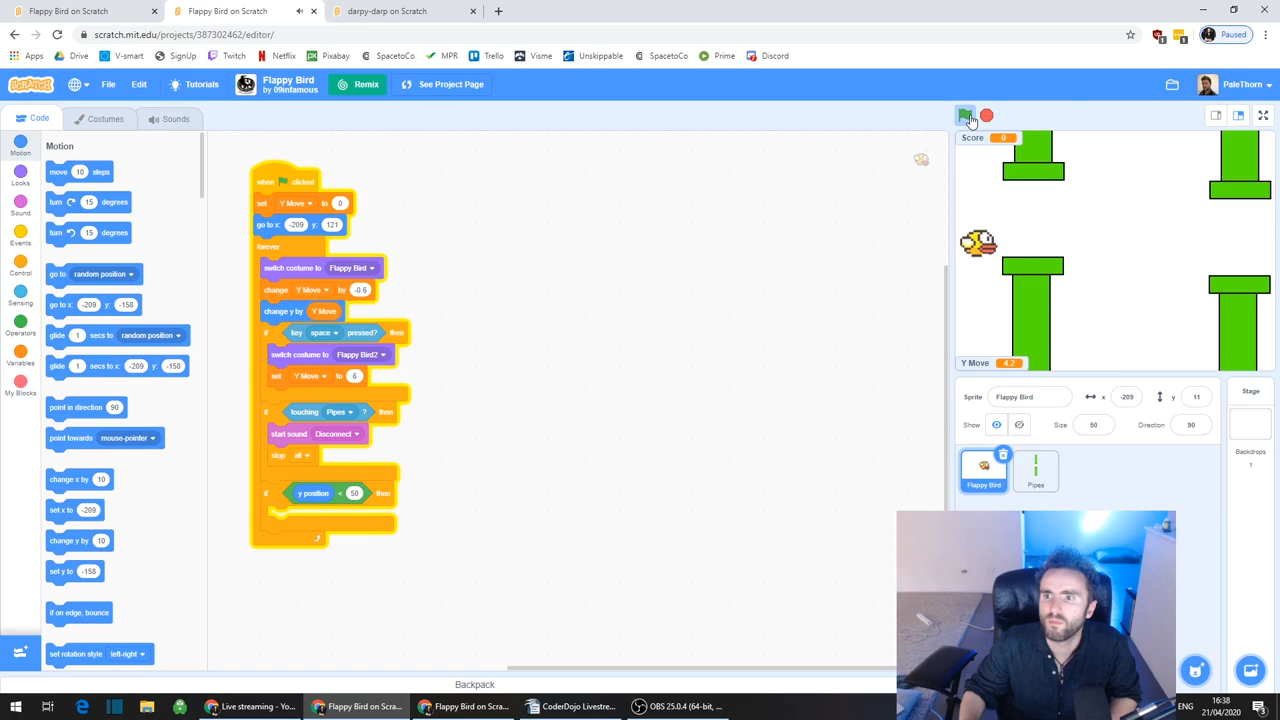 Flappy Bird on Scratch
Flappy Bird on Scratch
darpy-darp on Scratch
scratch.mit.edu/projects/387302462/editor/
Paused
Apps
Drive
V-smart
SignUp
Twitch
Netflix
Pixabay
SpacetoCo
MPR
Trello
Visme
Unskippable
SpacetoCo
Prime
Discord
SCRATCH
File
Edit
Tutorials
Flappy Bird
by 09infamous
Remix
See Project Page
PaleThorn
Code
Costumes
Sounds
Motion
Looks
Sound
Events
Control
Sensing
Operators
Variables
My Blocks
Motion
move 10 steps
turn 15 degrees
turn 15 degrees
go to random position
go to x: -209 y: -158
glide 1 secs to random position
glide 1 secs to x: -209 y: -158
point in direction 90
point towards mouse-pointer
change x by 10
set x to -209
change y by 10
set y to -158
if on edge, bounce
set rotation style left-right
when clicked
set Y Move to 0
go to x: -209 y: 121
forever
switch costume to Flappy Bird
change Y Move by -0.6
change y by Y Move
if key space pressed? then
switch costume to Flappy Bird2
set Y Move to 6
if touching Pipes ? then
start sound Disconnect
stop all
if y position < 50 then
Score 0
Y Move 4.2
Sprite Flappy Bird x -209 y 11
Show Size 50 Direction 90
Flappy Bird
Pipes
Stage
Backdrops
1
Backpack
Live streaming - Yo...
Flappy Bird on Scra...
Flappy Bird on Scra...
CoderDojo Livestre...
OBS 25.0.4 (64-bit, ...
ENG
16:38
21/04/2020
3